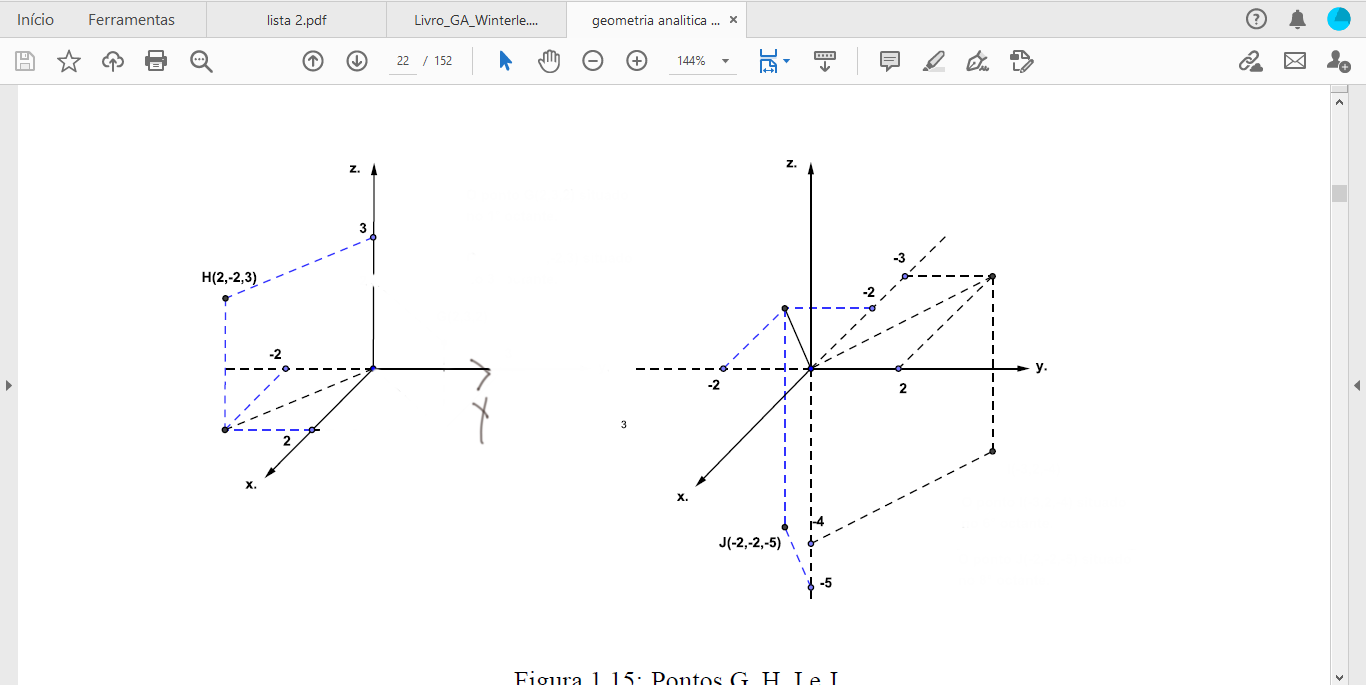 Início Ferramentas lista 2.pdf Livro_GA_Winterle.... geometria analitica ... ×
22 / 152 144%
z.
3
H(2,-2,3)
-2
2
x.
Y
z.
-3
-2
y.
-2
2
3
x.
-4
J(-2,-2,-5)
-5
Figura 1.15: Pontos G, H, I e J